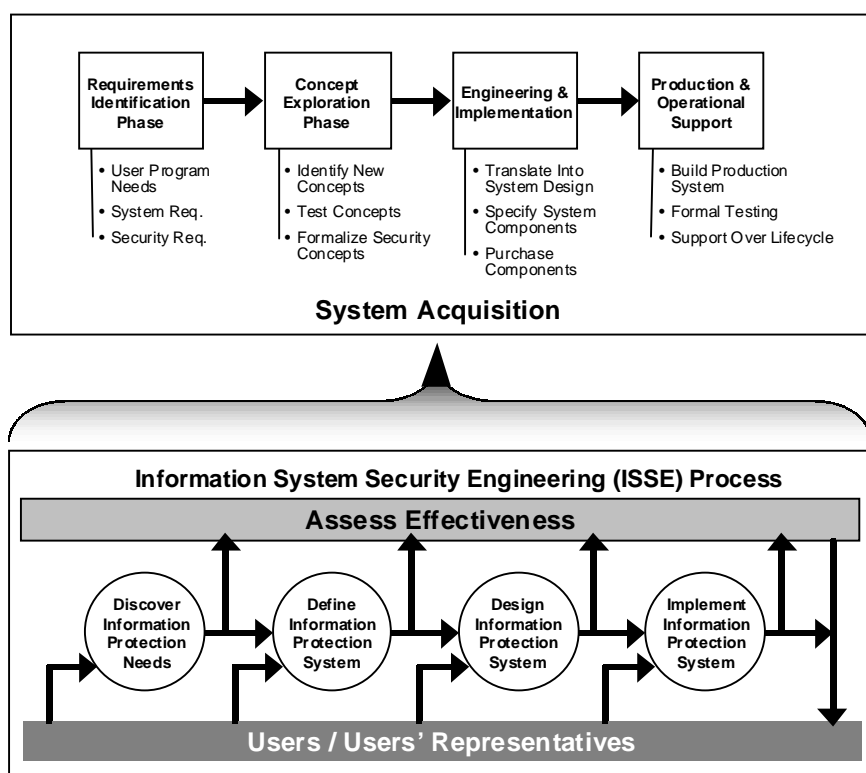 Requirements
Identification
Phase
Concept
Exploration
Phase
Engineering &
Implementation
Production &
Operational
Support
• User Program
Needs
• System Req.
• Security Req.
• Identify New
Concepts
• Test Concepts
• Formalize Security
Concepts
• Translate Into
System Design
• Specify System
Components
• Purchase
Components
• Build Production
System
• Formal Testing
• Support Over Lifecycle
System Acquisition
Information System Security Engineering (ISSE) Process
Assess Effectiveness
Discover
Information
Protection
Needs
Define
Information
Protection
System
Design
Information
Protection
System
Implement
Information
Protection
System
Users / Users’ Representatives